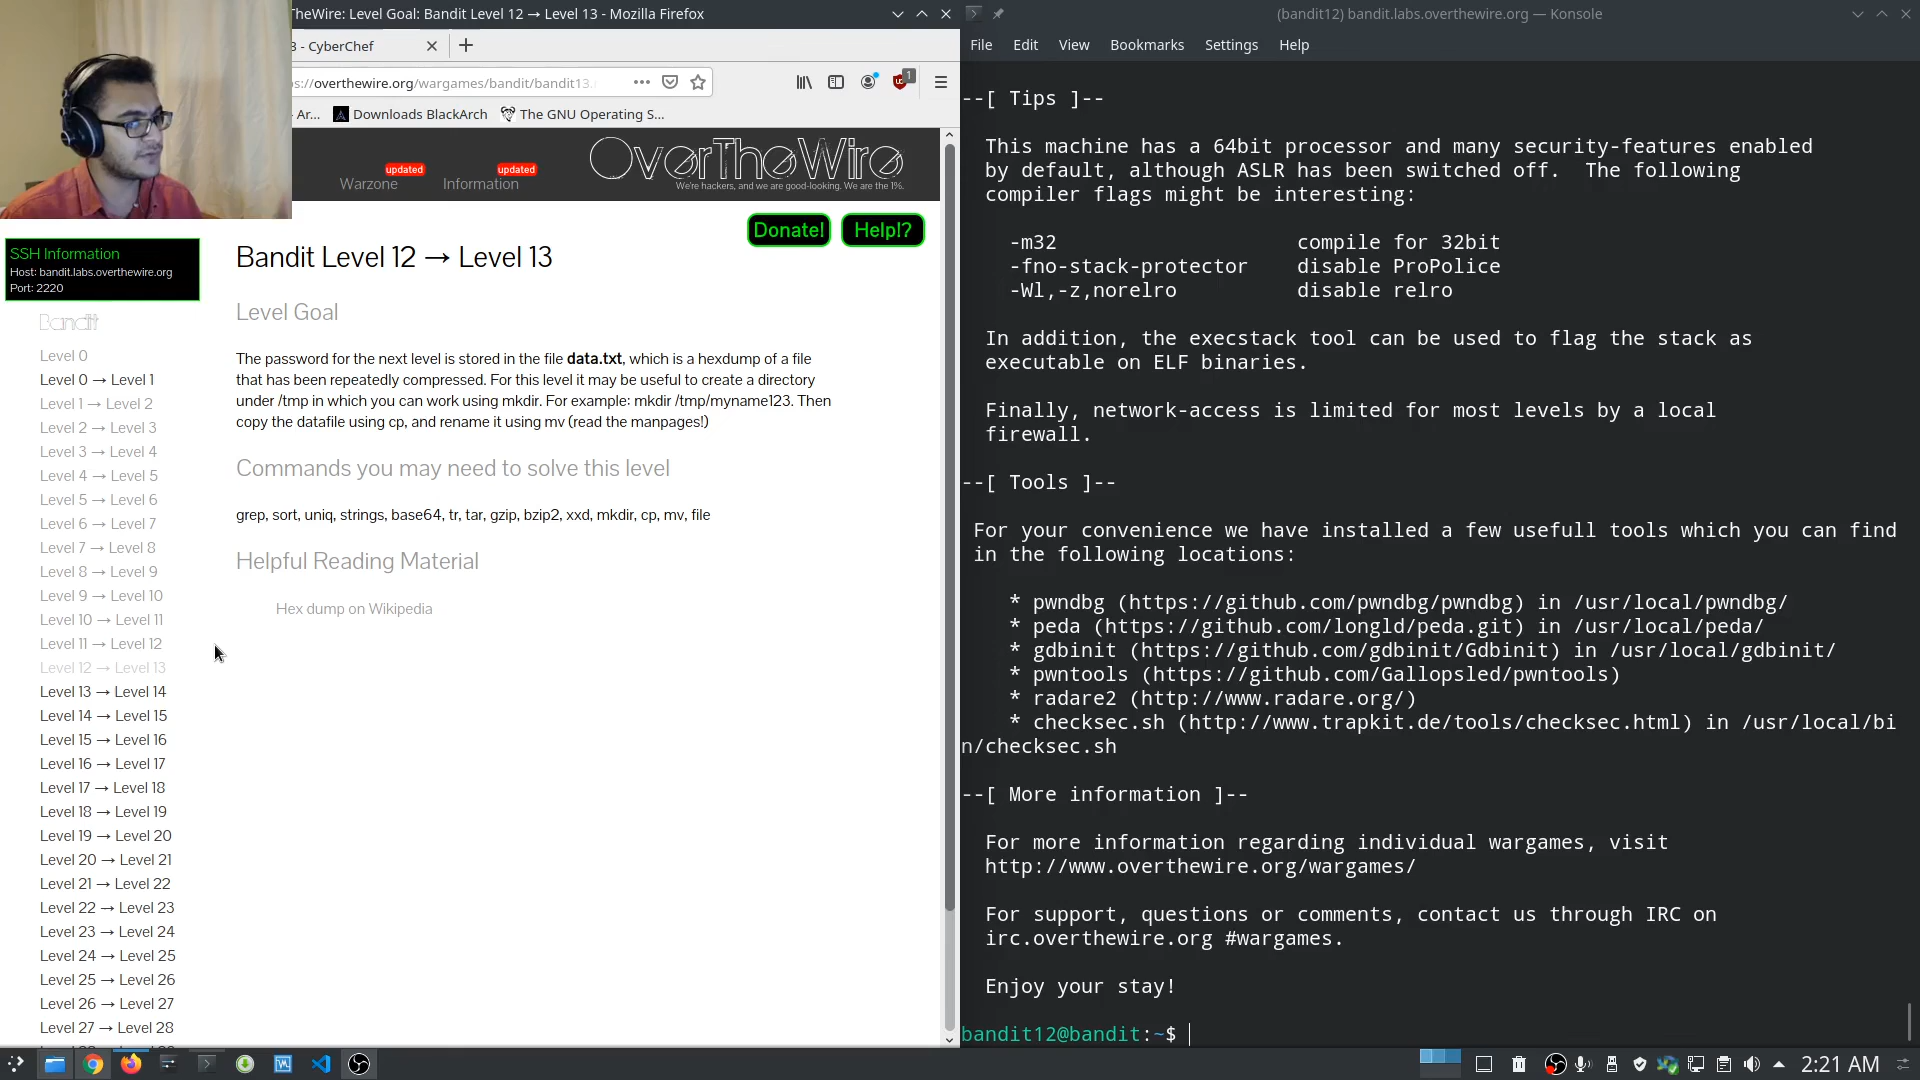 TheWire: Level Goal: Bandit Level 12 → Level 13 - Mozilla Firefox
3 - CyberChef
s://overthewire.org/wargames/bandit/bandit13.
1
- Ar...
Downloads BlackArch
The GNU Operating S...
Warzone
updated
Information
updated
OverTheWire
We're hackers, and we are good-looking. We are the 1%.
Donate!
Help!?
SSH Information
Host: bandit.labs.overthewire.org
Port: 2220
Bandit
Level 0
Level 0 → Level 1
Level 1 → Level 2
Level 2 → Level 3
Level 3 → Level 4
Level 4 → Level 5
Level 5 → Level 6
Level 6 → Level 7
Level 7 → Level 8
Level 8 → Level 9
Level 9 → Level 10
Level 10 → Level 11
Level 11 → Level 12
Level 12 → Level 13
Level 13 → Level 14
Level 14 → Level 15
Level 15 → Level 16
Level 16 → Level 17
Level 17 → Level 18
Level 18 → Level 19
Level 19 → Level 20
Level 20 → Level 21
Level 21 → Level 22
Level 22 → Level 23
Level 23 → Level 24
Level 24 → Level 25
Level 25 → Level 26
Level 26 → Level 27
Level 27 → Level 28
Bandit Level 12 → Level 13
Level Goal
The password for the next level is stored in the file data.txt, which is a hexdump of a file
that has been repeatedly compressed. For this level it may be useful to create a directory
under /tmp in which you can work using mkdir. For example: mkdir /tmp/myname123. Then
copy the datafile using cp, and rename it using mv (read the manpages!)
Commands you may need to solve this level
grep, sort, uniq, strings, base64, tr, tar, gzip, bzip2, xxd, mkdir, cp, mv, file
Helpful Reading Material
Hex dump on Wikipedia
(bandit12) bandit.labs.overthewire.org — Konsole
File Edit View Bookmarks Settings Help
--[ Tips ]--
This machine has a 64bit processor and many security-features enabled
by default, although ASLR has been switched off.  The following
compiler flags might be interesting:
-m32 compile for 32bit
-fno-stack-protector disable ProPolice
-Wl,-z,norelro disable relro
In addition, the execstack tool can be used to flag the stack as
executable on ELF binaries.
Finally, network-access is limited for most levels by a local
firewall.
--[ Tools ]--
For your convenience we have installed a few usefull tools which you can find
in the following locations:
* pwndbg (https://github.com/pwndbg/pwndbg) in /usr/local/pwndbg/
* peda (https://github.com/longld/peda.git) in /usr/local/peda/
* gdbinit (https://github.com/gdbinit/Gdbinit) in /usr/local/gdbinit/
* pwntools (https://github.com/Gallopsled/pwntools)
* radare2 (http://www.radare.org/)
* checksec.sh (http://www.trapkit.de/tools/checksec.html) in /usr/local/bi
n/checksec.sh
--[ More information ]--
For more information regarding individual wargames, visit
http://www.overthewire.org/wargames/
For support, questions or comments, contact us through IRC on
irc.overthewire.org #wargames.
Enjoy your stay!
bandit12@bandit:~$
2:21 AM